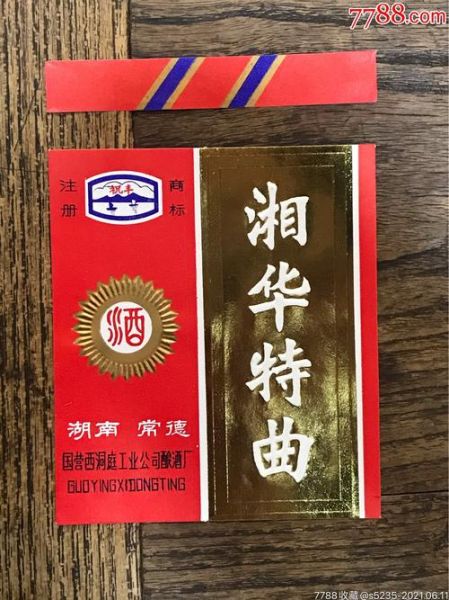 7788.com
注册
商标
祝丰
酒
湘华特曲
湖南 常德
国营西洞庭工业公司酿酒厂
GUOYINGXIDONGTING
7788收藏@s5235-2021.06.11